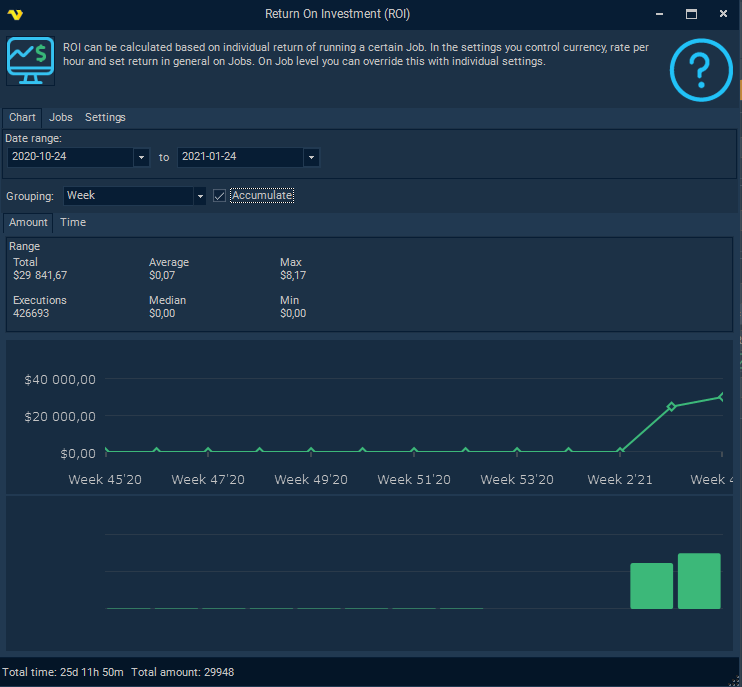 Return On Investment (ROI)
ROI can be calculated based on individual return of running a certain Job. In the settings you control currency, rate per
hour and set return in general on Jobs. On Job level you can override this with individual settings.
Chart Jobs Settings
Date range:
2020-10-24 to 2021-01-24
Grouping: Week Accumulate
Amount Time
Range
Total Average Max
$29 841,67 $0,07 $8,17
Executions Median Min
426693 $0,00 $0,00
$40 000,00
$20 000,00
$0,00
Week 45'20 Week 47'20 Week 49'20 Week 51'20 Week 53'20 Week 2'21 Week 4
Total time: 25d 11h 50m Total amount: 29948